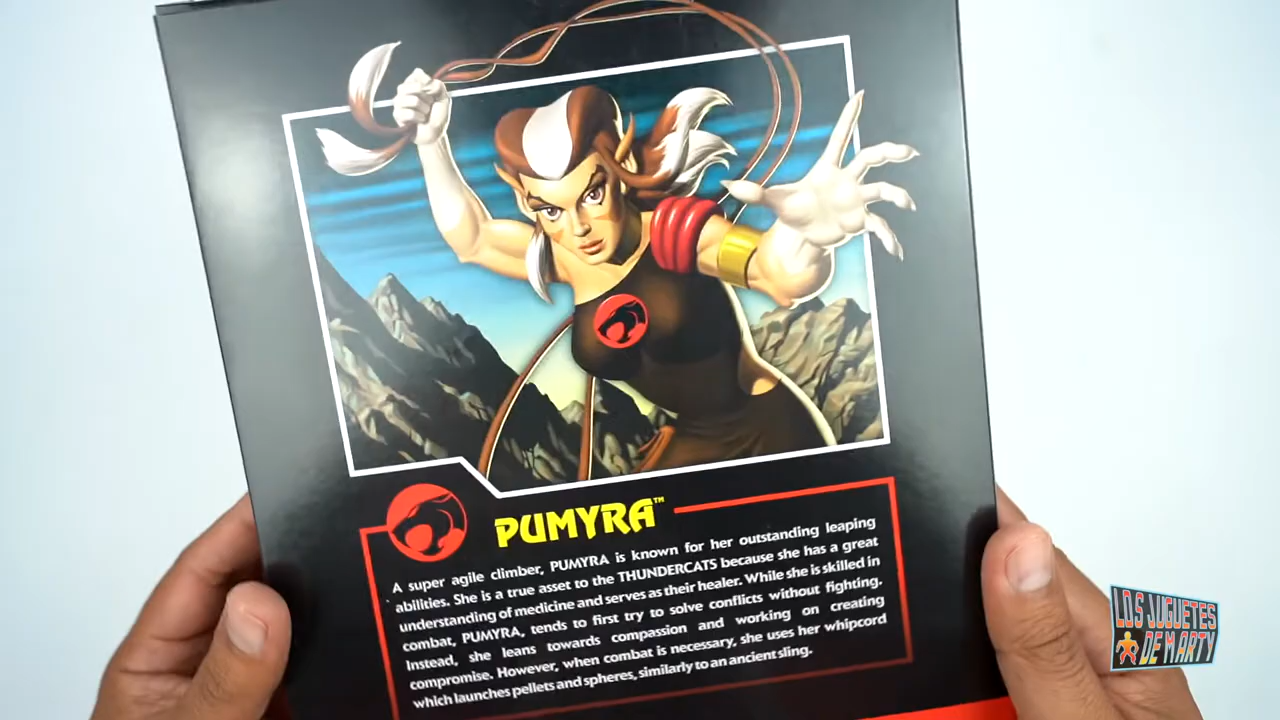 PUMYRA™
A super agile climber, PUMYRA is known for her outstanding leaping
abilities. She is a true asset to the THUNDERCATS because she has a great
understanding of medicine and serves as their healer. While she is skilled in
combat, PUMYRA, tends to first try to solve conflicts without fighting.
Instead, she leans towards compassion and working on creating
compromise. However, when combat is necessary, she uses her whipcord
which launches pellets and spheres, similarly to an ancient sling.
LOS JUGUETES
DE MARTY